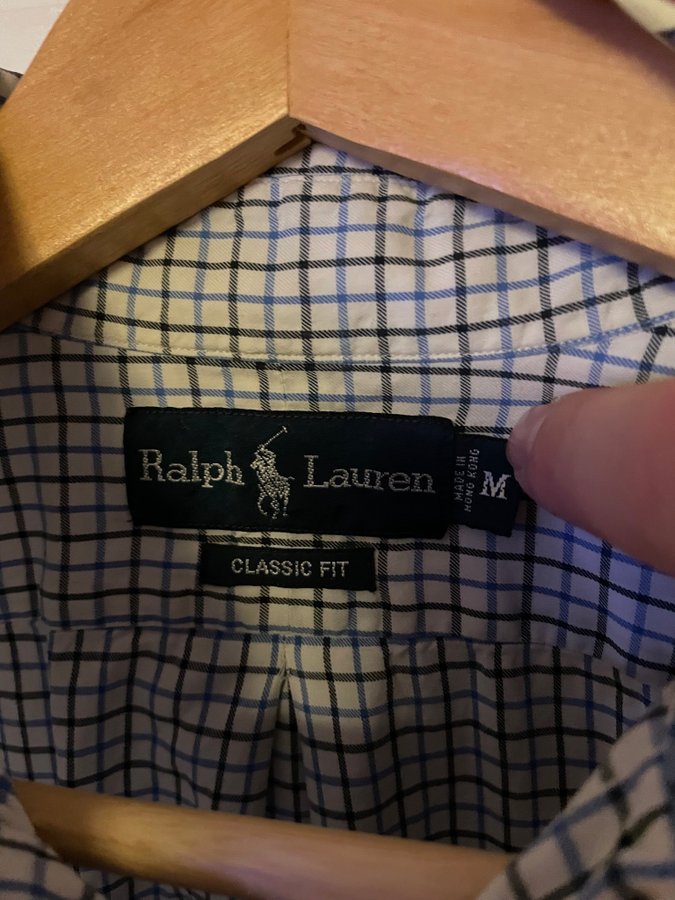 Ralph Lauren
MADE IN
HONG KONG
M
CLASSIC FIT